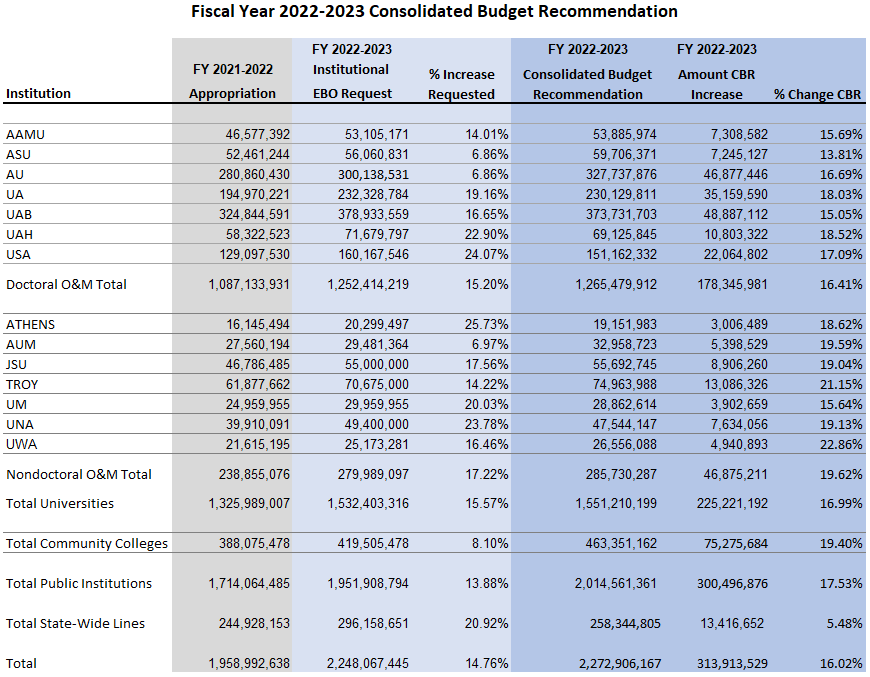 Fiscal Year 2022-2023 Consolidated Budget Recommendation
FY 2022-2023 FY 2022-2023 FY 2022-2023
FY 2021-2022 Institutional % Increase Consolidated Budget Amount CBR
Institution Appropriation EBO Request Requested Recommendation Increase % Change CBR
AAMU 46,577,392 53,105,171 14.01% 53,885,974 7,308,582 15.69%
ASU 52,461,244 56,060,831 6.86% 59,706,371 7,245,127 13.81%
AU 280,860,430 300,138,531 6.86% 327,737,876 46,877,446 16.69%
UA 194,970,221 232,328,784 19.16% 230,129,811 35,159,590 18.03%
UAB 324,844,591 378,933,559 16.65% 373,731,703 48,887,112 15.05%
UAH 58,322,523 71,679,797 22.90% 69,125,845 10,803,322 18.52%
USA 129,097,530 160,167,546 24.07% 151,162,332 22,064,802 17.09%
Doctoral O&M Total 1,087,133,931 1,252,414,219 15.20% 1,265,479,912 178,345,981 16.41%
ATHENS 16,145,494 20,299,497 25.73% 19,151,983 3,006,489 18.62%
AUM 27,560,194 29,481,364 6.97% 32,958,723 5,398,529 19.59%
JSU 46,786,485 55,000,000 17.56% 55,692,745 8,906,260 19.04%
TROY 61,877,662 70,675,000 14.22% 74,963,988 13,086,326 21.15%
UM 24,959,955 29,959,955 20.03% 28,862,614 3,902,659 15.64%
UNA 39,910,091 49,400,000 23.78% 47,544,147 7,634,056 19.13%
UWA 21,615,195 25,173,281 16.46% 26,556,088 4,940,893 22.86%
Nondoctoral O&M Total 238,855,076 279,989,097 17.22% 285,730,287 46,875,211 19.62%
Total Universities 1,325,989,007 1,532,403,316 15.57% 1,551,210,199 225,221,192 16.99%
Total Community Colleges 388,075,478 419,505,478 8.10% 463,351,162 75,275,684 19.40%
Total Public Institutions 1,714,064,485 1,951,908,794 13.88% 2,014,561,361 300,496,876 17.53%
Total State-Wide Lines 244,928,153 296,158,651 20.92% 258,344,805 13,416,652 5.48%
Total 1,958,992,638 2,248,067,445 14.76% 2,272,906,167 313,913,529 16.02%